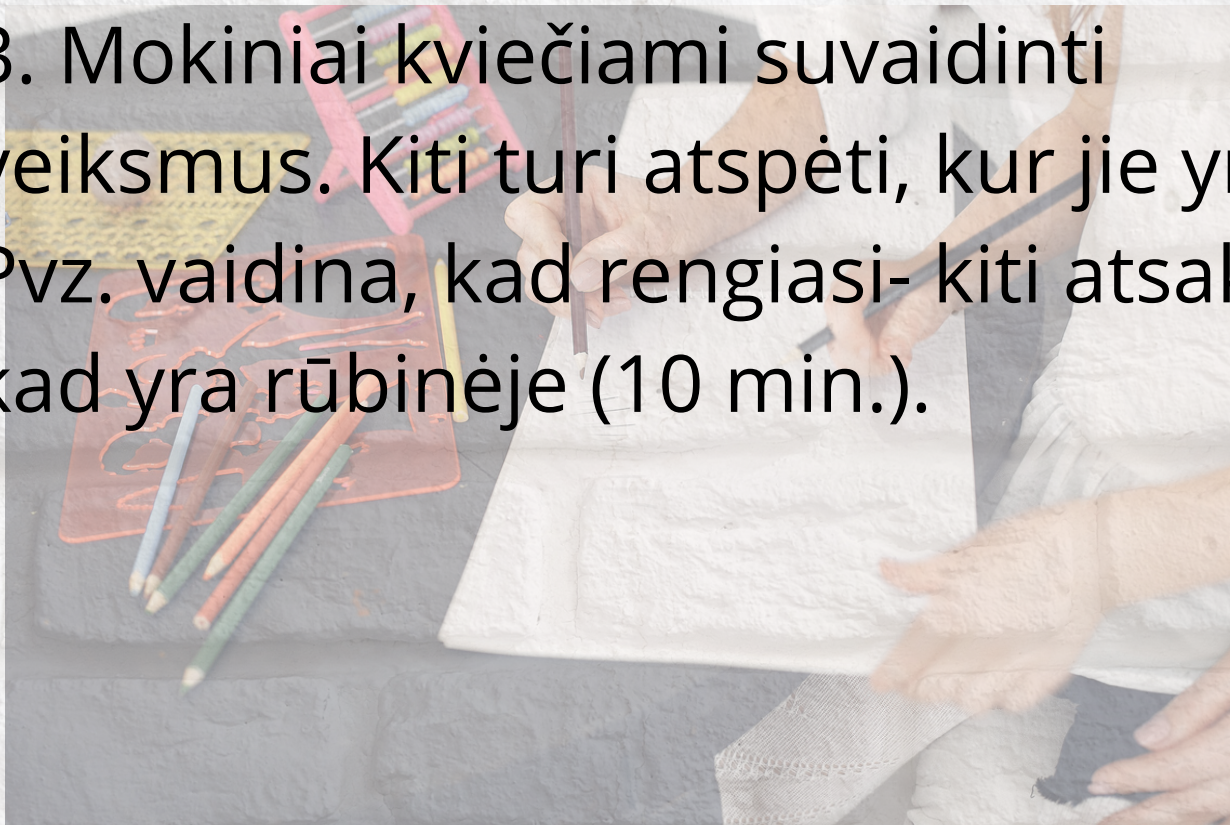 3. Mokiniai kviečiami suvaidinti
veiksmus. Kiti turi atspėti, kur jie
Pvz. vaidina, kad rengiasi- kiti
kad yra rūbinėje (10 min.).